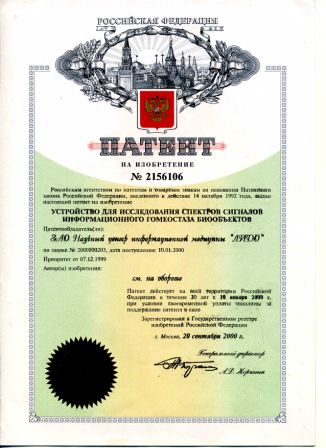 РОССИЙСКАЯ ФЕДЕРАЦИЯ
ПАТЕНТ
НА ИЗОБРЕТЕНИЕ
№ 2156106
Российским агентством по патентам и товарным знакам на основании Патентного
закона Российской Федерации, введенного в действие 14 октября 1992 года, выдан
настоящий патент на изобретение
УСТРОЙСТВО ДЛЯ ИССЛЕДОВАНИЯ СПЕКТРОВ СИГНАЛОВ
ИНФОРМАЦИОННОГО ГОМЕОСТАЗА БИООБЪЕКТОВ
Патентообладатель(ли):
ЗАО Научный центр информационной медицины
по заявке № 2000100203, дата поступления: 10.01.2000
Приоритет от 07.12.1999
Автор(ы) изобретения:
см. на обороте
Патент действует на всей территории Российской
Федерации в течение 20 лет с 10 января 2000 г.
при условии своевременной уплаты пошлины за
поддержание патента в силе
Зарегистрирован в Государственном реестре
изобретений Российской Федерации
г. Москва, 20 сентября 2000 г.
Генеральный директор
А.Д. Корчагин